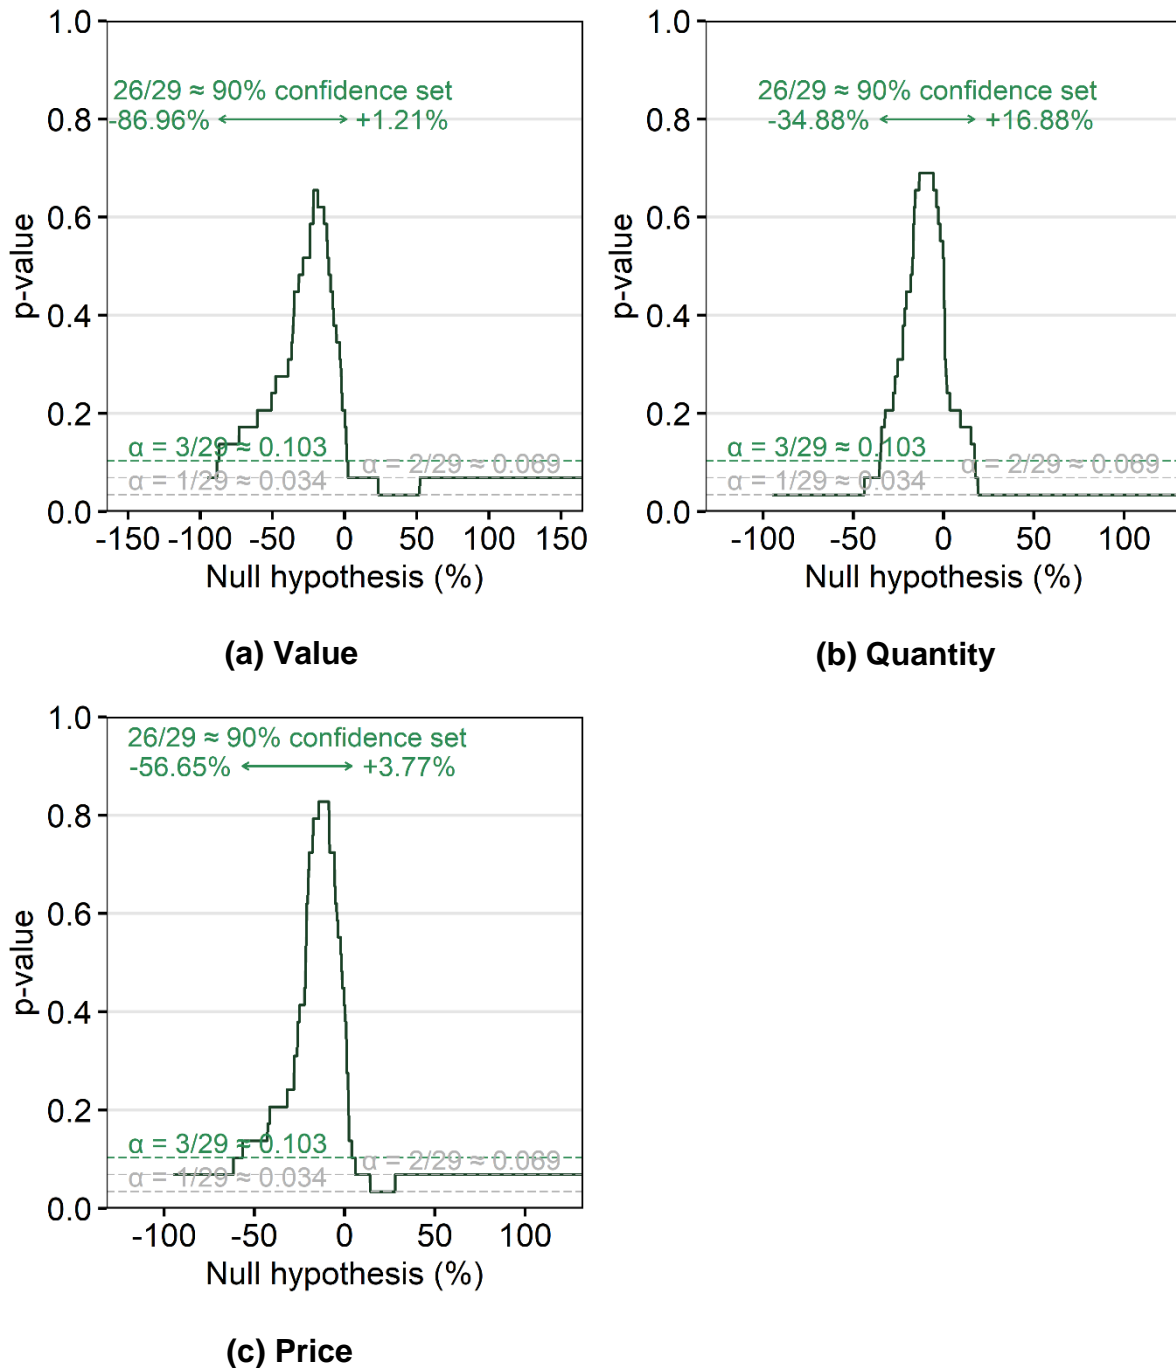 1.0
0.8
0.6
0.4
0.2
0.0
p-value
26/29 ≈ 90% confidence set
-86.96% +1.21%
α = 3/29 ≈ 0.103
α = 2/29 ≈ 0.069
α = 1/29 ≈ 0.034
-150 -100 -50 0 50 100 150
Null hypothesis (%)
(a) Value
1.0
0.8
0.6
0.4
0.2
0.0
p-value
26/29 ≈ 90% confidence set
-34.88% +16.88%
α = 3/29 ≈ 0.103
α = 2/29 ≈ 0.069
α = 1/29 ≈ 0.034
-100 -50 0 50 100
Null hypothesis (%)
(b) Quantity
1.0
0.8
0.6
0.4
0.2
0.0
p-value
26/29 ≈ 90% confidence set
-56.65% +3.77%
α = 3/29 ≈ 0.103
α = 2/29 ≈ 0.069
α = 1/29 ≈ 0.034
-100 -50 0 50 100
Null hypothesis (%)
(c) Price